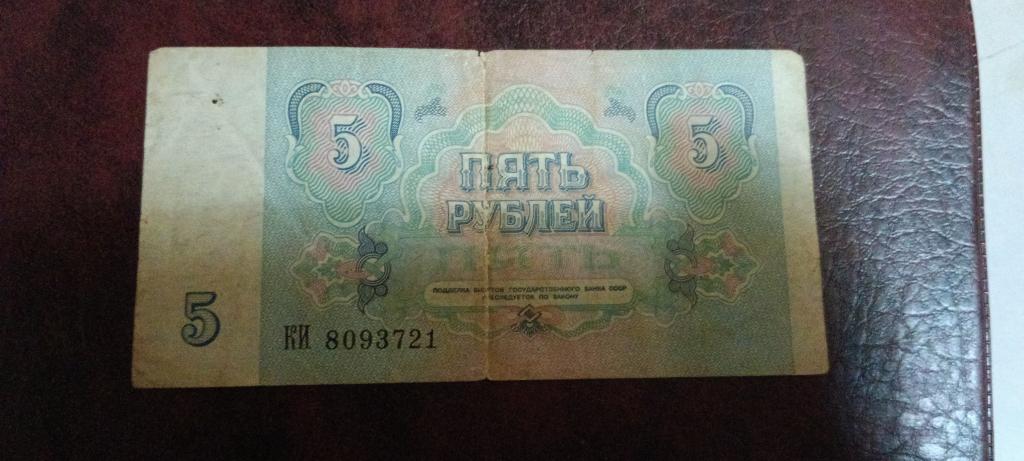 5 5
ПЯТЬ
РУБЛЕЙ
ПОДДЕЛКА БИЛЕТОВ ГОСУДАРСТВЕННОГО БАНКА СССР
ПРЕСЛЕДУЕТСЯ ПО ЗАКОНУ
5
КИ 8093721